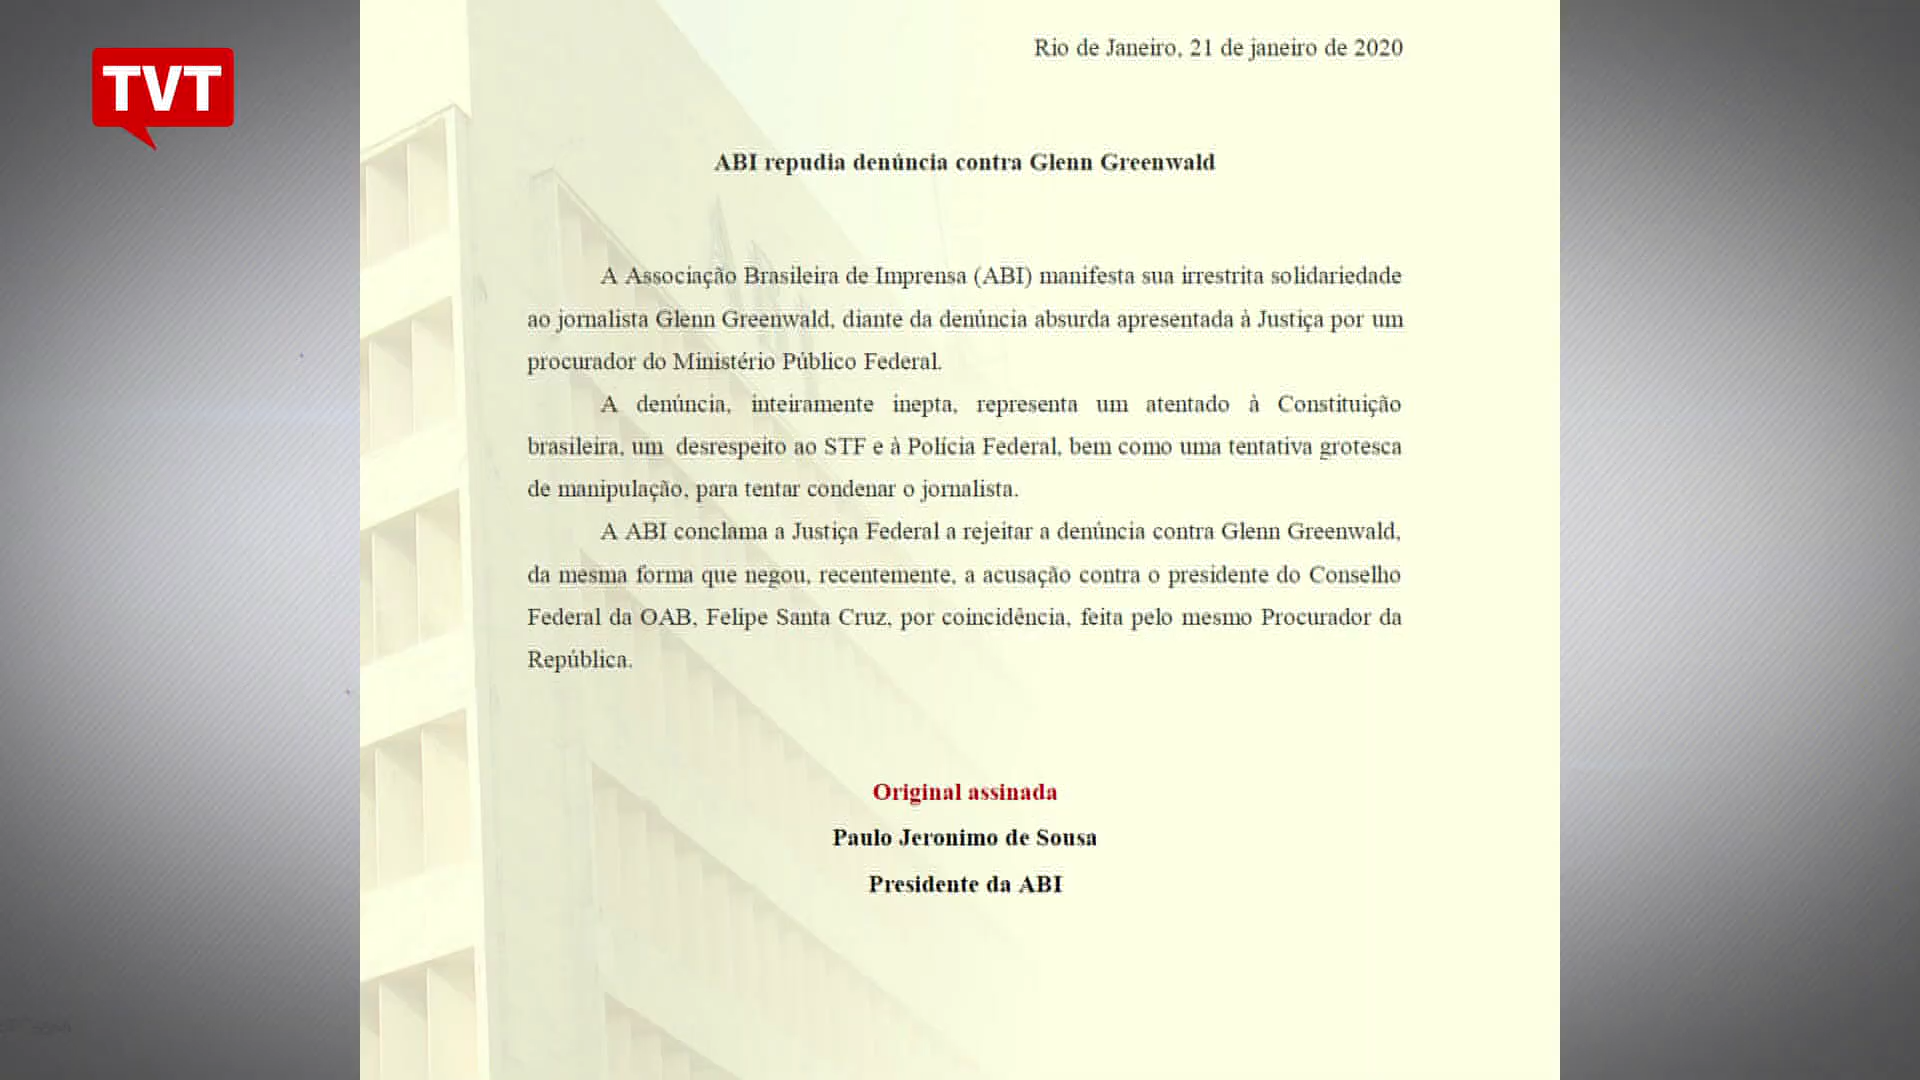 TVT
Rio de Janeiro, 21 de janeiro de 2020
ABI repudia denúncia contra Glenn Greenwald
A Associação Brasileira de Imprensa (ABI) manifesta sua irrestrita solidariedade
ao jornalista Glenn Greenwald, diante da denúncia absurda apresentada à Justiça por um
procurador do Ministério Público Federal.
A denúncia, inteiramente inepta, representa um atentado à Constituição
brasileira, um desrespeito ao STF e à Polícia Federal, bem como uma tentativa grotesca
de manipulação, para tentar condenar o jornalista.
A ABI conclama a Justiça Federal a rejeitar a denúncia contra Glenn Greenwald,
da mesma forma que negou, recentemente, a acusação contra o presidente do Conselho
Federal da OAB, Felipe Santa Cruz, por coincidência, feita pelo mesmo Procurador da
República.
Original assinada
Paulo Jeronimo de Sousa
Presidente da ABI